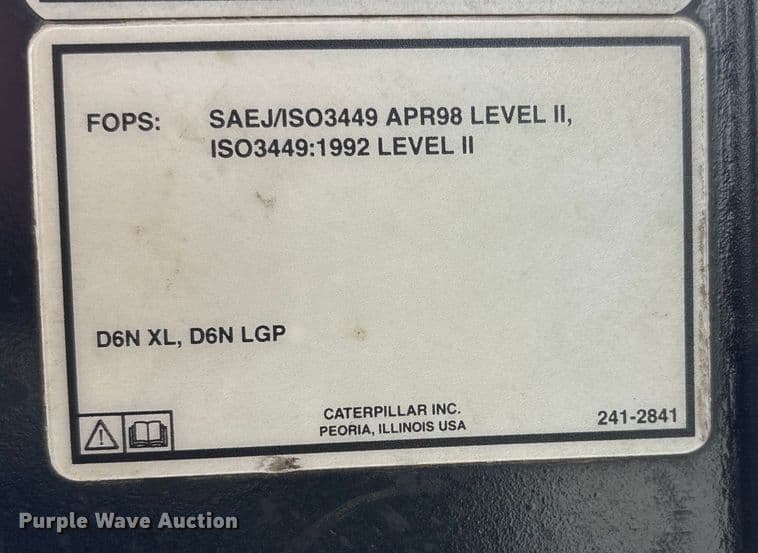 FOPS: SAEJ/ISO3449 APR98 LEVEL II,
ISO3449:1992 LEVEL II
D6N XL, D6N LGP
CATERPILLAR INC.
PEORIA, ILLINOIS USA
241-2841
Purple Wave Auction